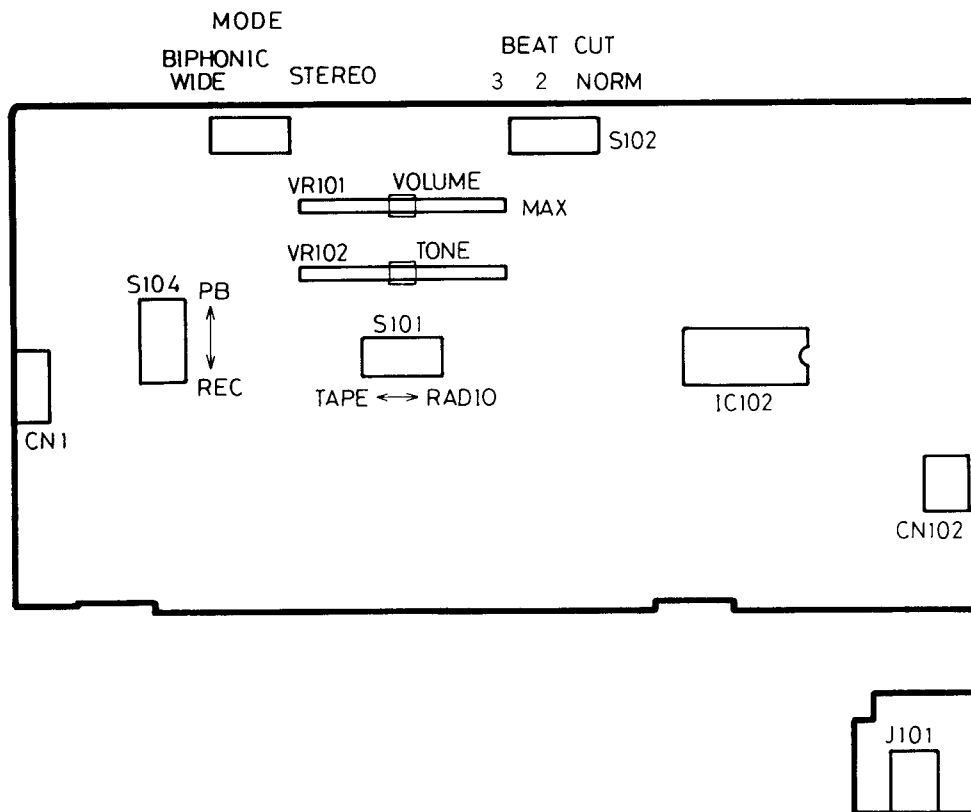 MODE
BIPHONIC
WIDE
STEREO
BEAT CUT
3 2 NORM
S102
VR101 VOLUME
MAX
VR102 TONE
S104 PB
REC
S101
TAPE ⟷ RADIO
IC102
CN1
CN102
J101